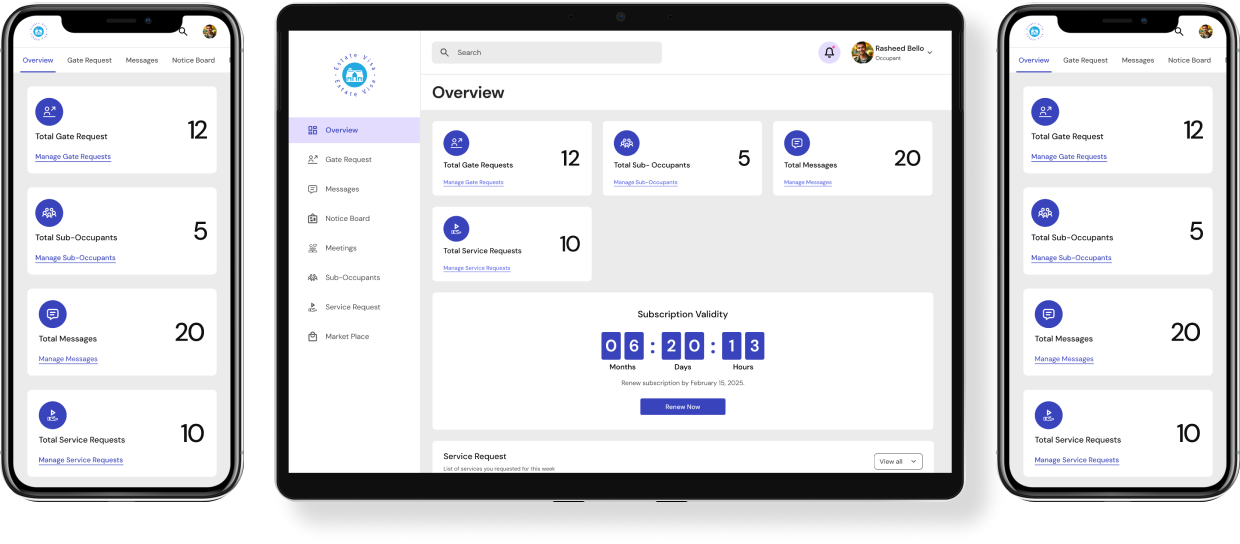 Overview Gate Request Messages Notice Board
Total Gate Request
12
Manage Gate Requests
Total Sub-Occupants
5
Manage Sub-Occupants
Total Messages
20
Manage Messages
Total Service Requests
10
Manage Service Requests
Estate Visa
Estate Visa
Overview
Gate Request
Messages
Notice Board
Meetings
Sub-Occupants
Service Request
Market Place
Search
Rasheed Bello
Occupant
Overview
Total Gate Requests
12
Manage Gate Requests
Total Sub- Occupants
5
Manage Sub-Occupants
Total Messages
20
Manage Messages
Total Service Requests
10
Manage Service Requests
Subscription Validity
06 : 20 : 13
Months Days Hours
Renew subscription by February 15, 2025.
Renew Now
Service Request
List of services you requested for this week
View all
Overview Gate Request Messages Notice Board
Total Gate Request
12
Manage Gate Requests
Total Sub-Occupants
5
Manage Sub-Occupants
Total Messages
20
Manage Messages
Total Service Requests
10
Manage Service Requests